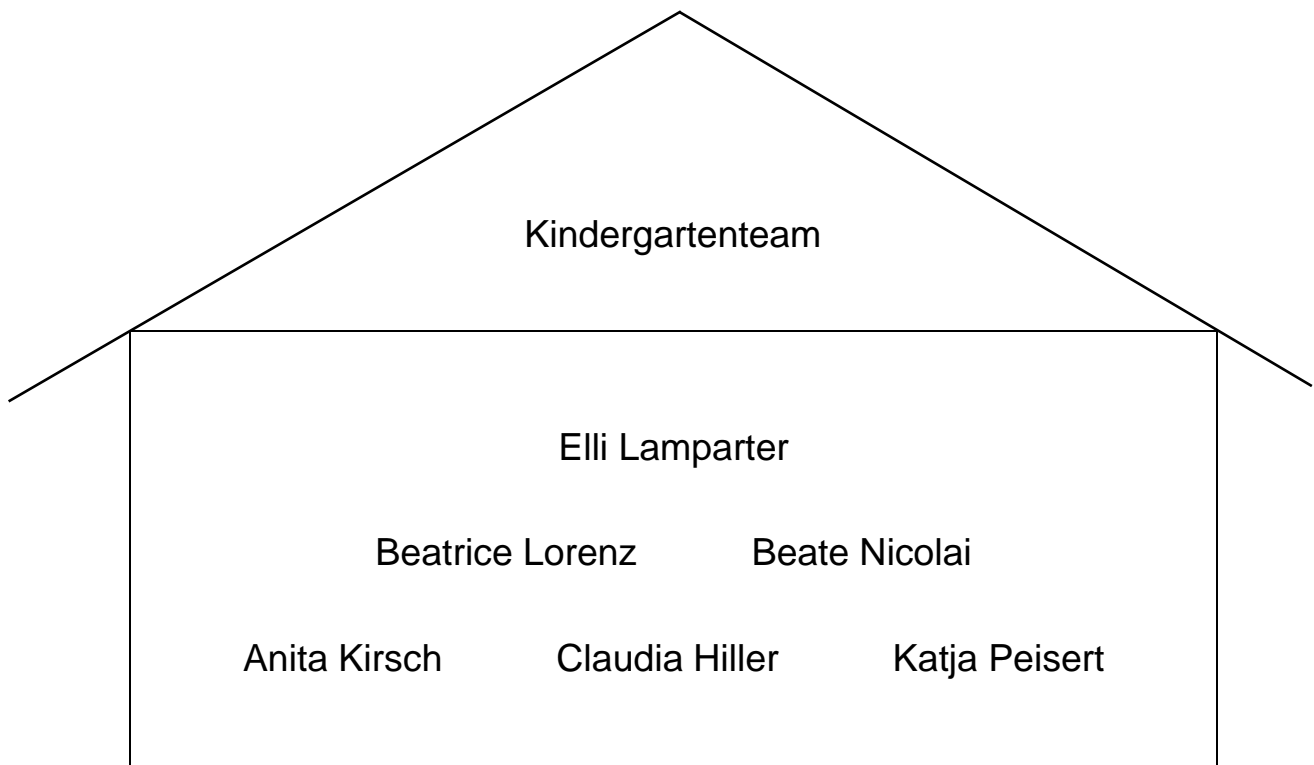 Kindergartenteam
Elli Lamparter
Beatrice Lorenz Beate Nicolai
Anita Kirsch Claudia Hiller Katja Peisert